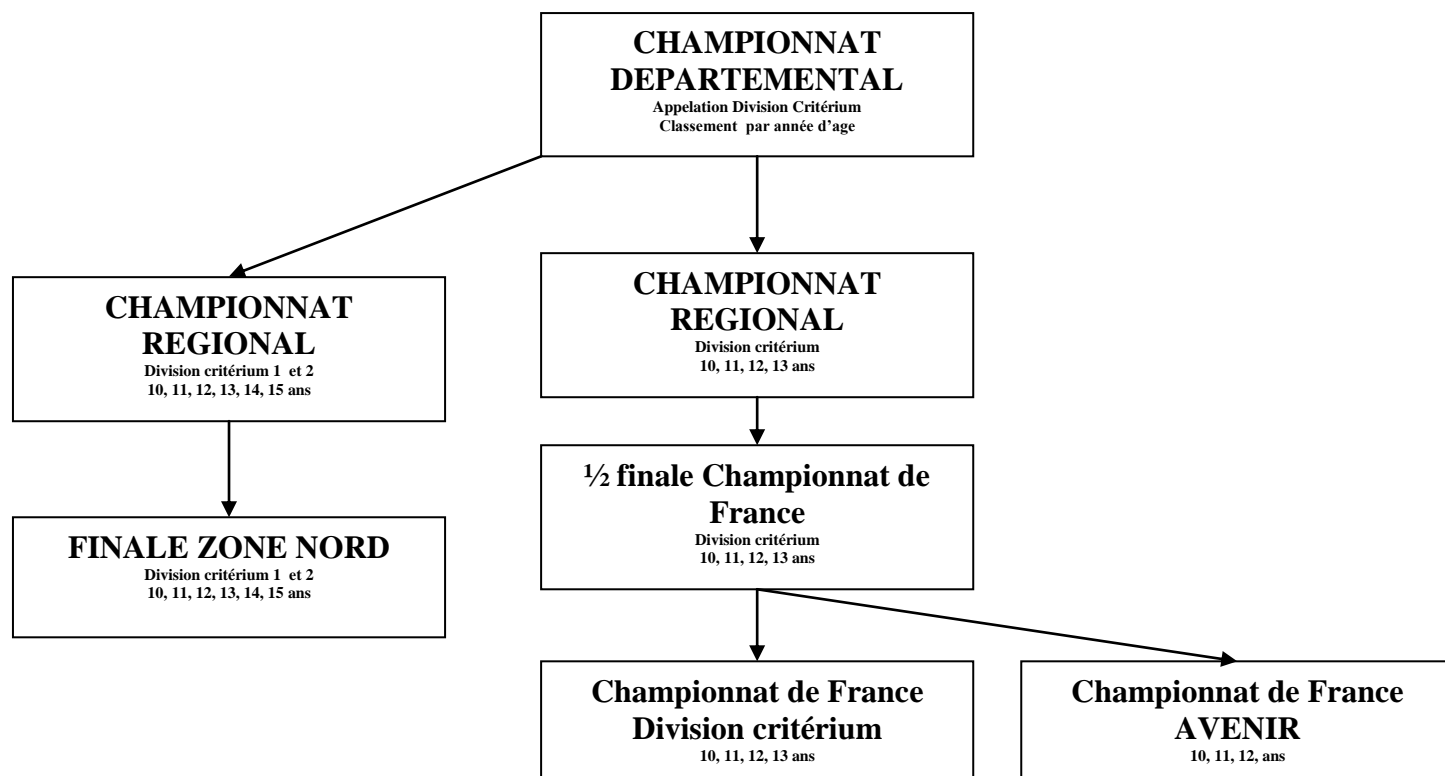 CHAMPIONNAT
DEPARTEMENTAL
Appelation Division Critérium
Classement par année d'age
CHAMPIONNAT
REGIONAL
Division critérium 1 et 2
10, 11, 12, 13, 14, 15 ans
CHAMPIONNAT
REGIONAL
Division critérium
10, 11, 12, 13 ans
½ finale Championnat de
France
Division critérium
10, 11, 12, 13 ans
FINALE ZONE NORD
Division critérium 1 et 2
10, 11, 12, 13, 14, 15 ans
Championnat de France
Division critérium
10, 11, 12, 13 ans
Championnat de France
AVENIR
10, 11, 12, ans